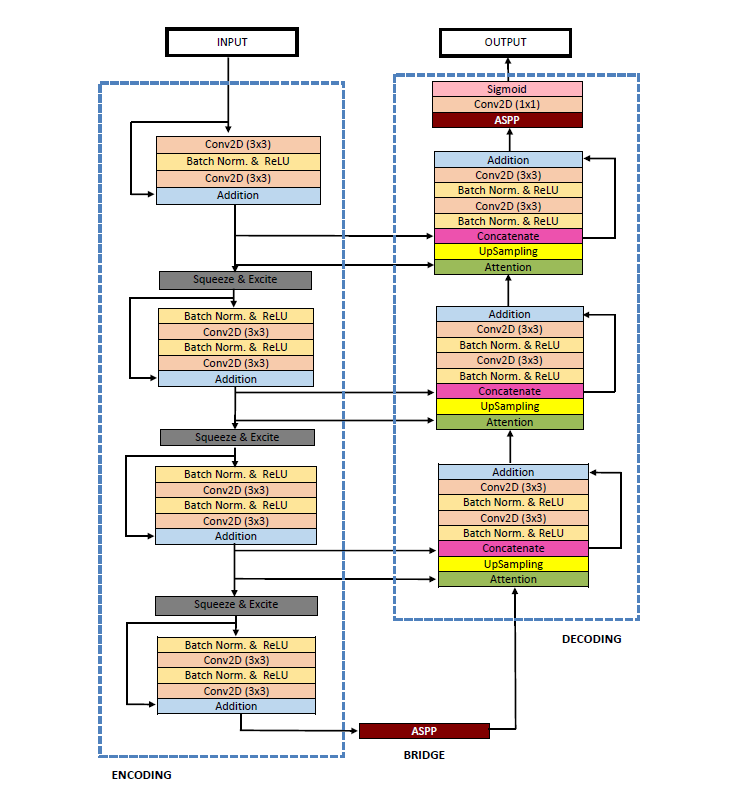 INPUT
Conv2D (3x3)
Batch Norm. & ReLU
Conv2D (3x3)
Addition
Squeeze & Excite
Batch Norm. & ReLU
Conv2D (3x3)
Batch Norm. & ReLU
Conv2D (3x3)
Addition
Squeeze & Excite
Batch Norm. & ReLU
Conv2D (3x3)
Batch Norm. & ReLU
Conv2D (3x3)
Addition
Squeeze & Excite
Batch Norm. & ReLU
Conv2D (3x3)
Batch Norm. & ReLU
Conv2D (3x3)
Addition
ENCODING
ASPP
BRIDGE
OUTPUT
Sigmoid
Conv2D (1x1)
ASPP
Addition
Conv2D (3x3)
Batch Norm. & ReLU
Conv2D (3x3)
Batch Norm. & ReLU
Concatenate
UpSampling
Attention
Addition
Conv2D (3x3)
Batch Norm. & ReLU
Conv2D (3x3)
Batch Norm. & ReLU
Concatenate
UpSampling
Attention
Addition
Conv2D (3x3)
Batch Norm. & ReLU
Conv2D (3x3)
Batch Norm. & ReLU
Concatenate
UpSampling
Attention
DECODING